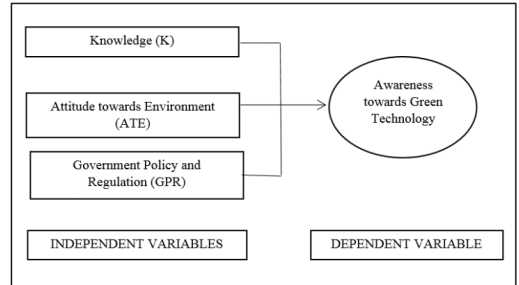 Knowledge (K)
Attitude towards Environment
(ATE)
Government Policy and
Regulation (GPR)
Awareness
towards Green
Technology
INDEPENDENT VARIABLES
DEPENDENT VARIABLE